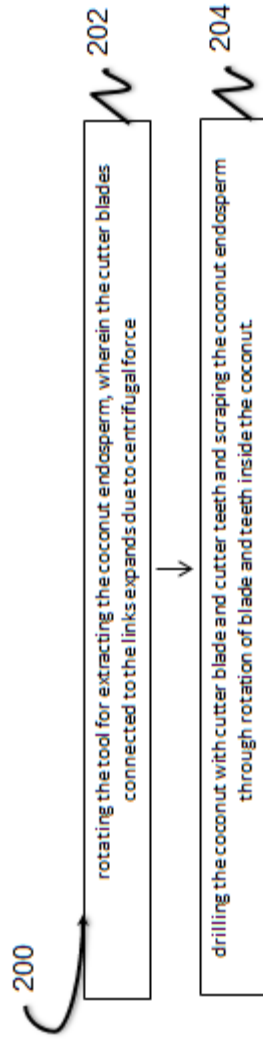 200
rotating the tool for extracting the coconut endosperm, wherein the cutter blades
connected to the links expands due to centrifugal force
202
drilling the coconut with cutter blade and cutter teeth and scraping the coconut endosperm
through rotation of blade and teeth inside the coconut.
204